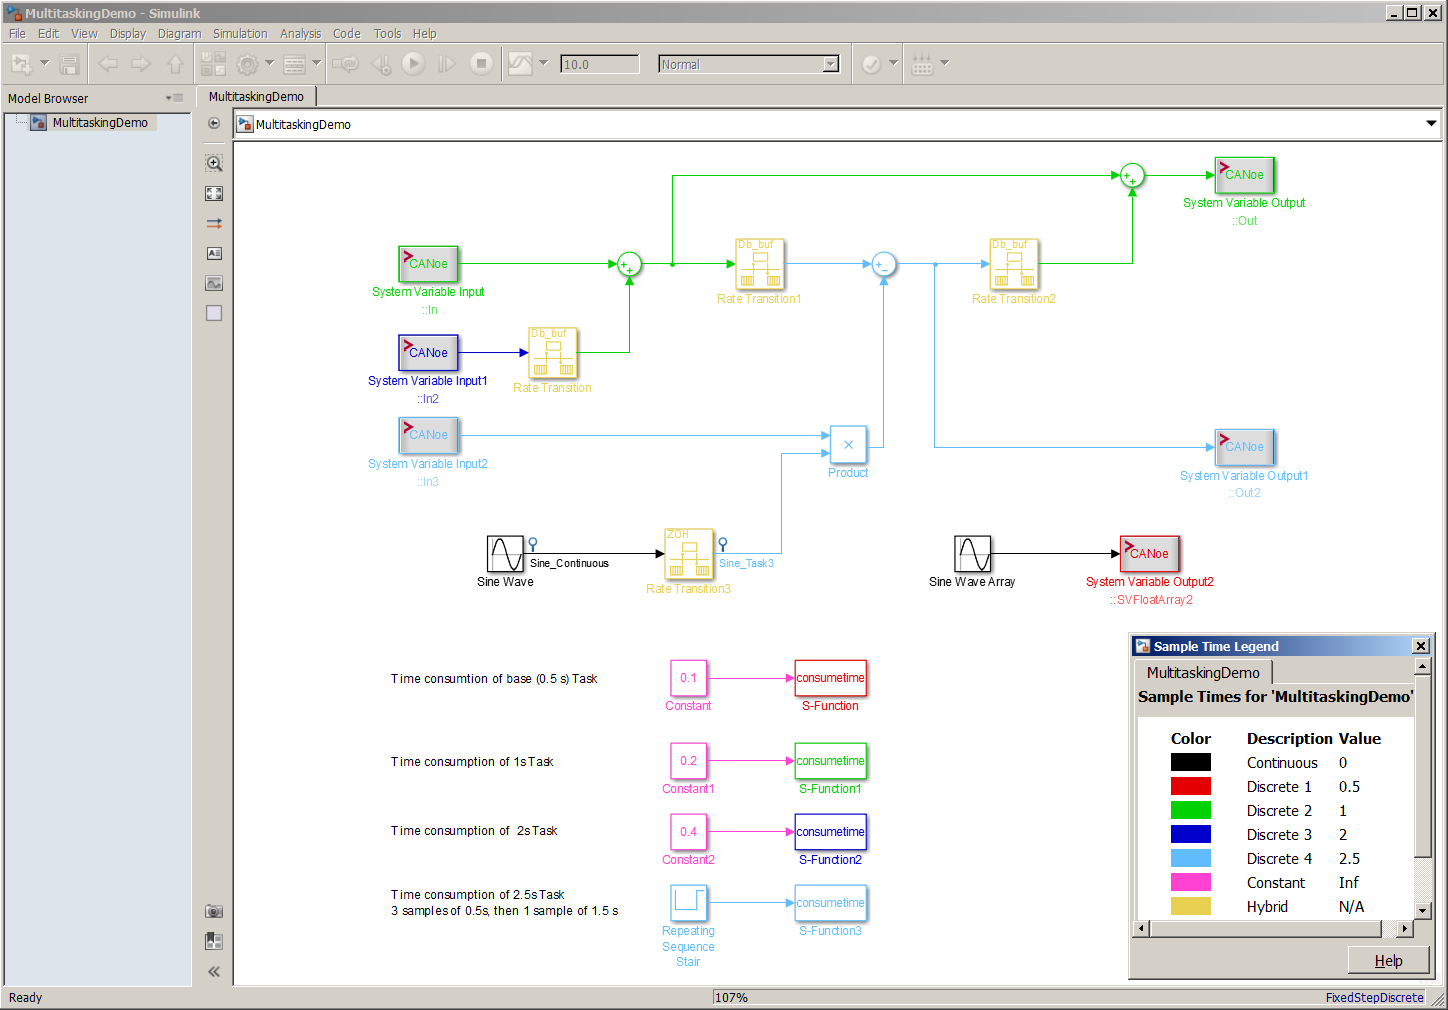 MultitaskingDemo - Simulink
File Edit View Display Diagram Simulation Analysis Code Tools Help
10.0 Normal
Model Browser
MultitaskingDemo
MultitaskingDemo
MultitaskingDemo
CANoe
System Variable Output
::Out
CANoe
System Variable Input
::In
Db_buf
Rate Transition1
Db_buf
Rate Transition2
CANoe
System Variable Input1
::In2
Db_buf
Rate Transition
CANoe
System Variable Input2
::In3
×
Product
CANoe
System Variable Output1
::Out2
Sine Wave
Sine_Continuous
ZOH
Rate Transition3
Sine_Task3
Sine Wave Array
CANoe
System Variable Output2
::SVFloatArray2
Time consumtion of base (0.5 s) Task
0.1
Constant
consumetime
S-Function
Time consumption of 1s Task
0.2
Constant1
consumetime
S-Function1
Time consumption of  2s Task
0.4
Constant2
consumetime
S-Function2
Time consumption of 2.5s Task
3 samples of 0.5s, then 1 sample of 1.5 s
Repeating
Sequence
Stair
consumetime
S-Function3
Sample Time Legend
MultitaskingDemo
Sample Times for 'MultitaskingDemo'
Color Description Value
Continuous 0
Discrete 1 0.5
Discrete 2 1
Discrete 3 2
Discrete 4 2.5
Constant Inf
Hybrid N/A
Help
Ready 107% FixedStepDiscrete